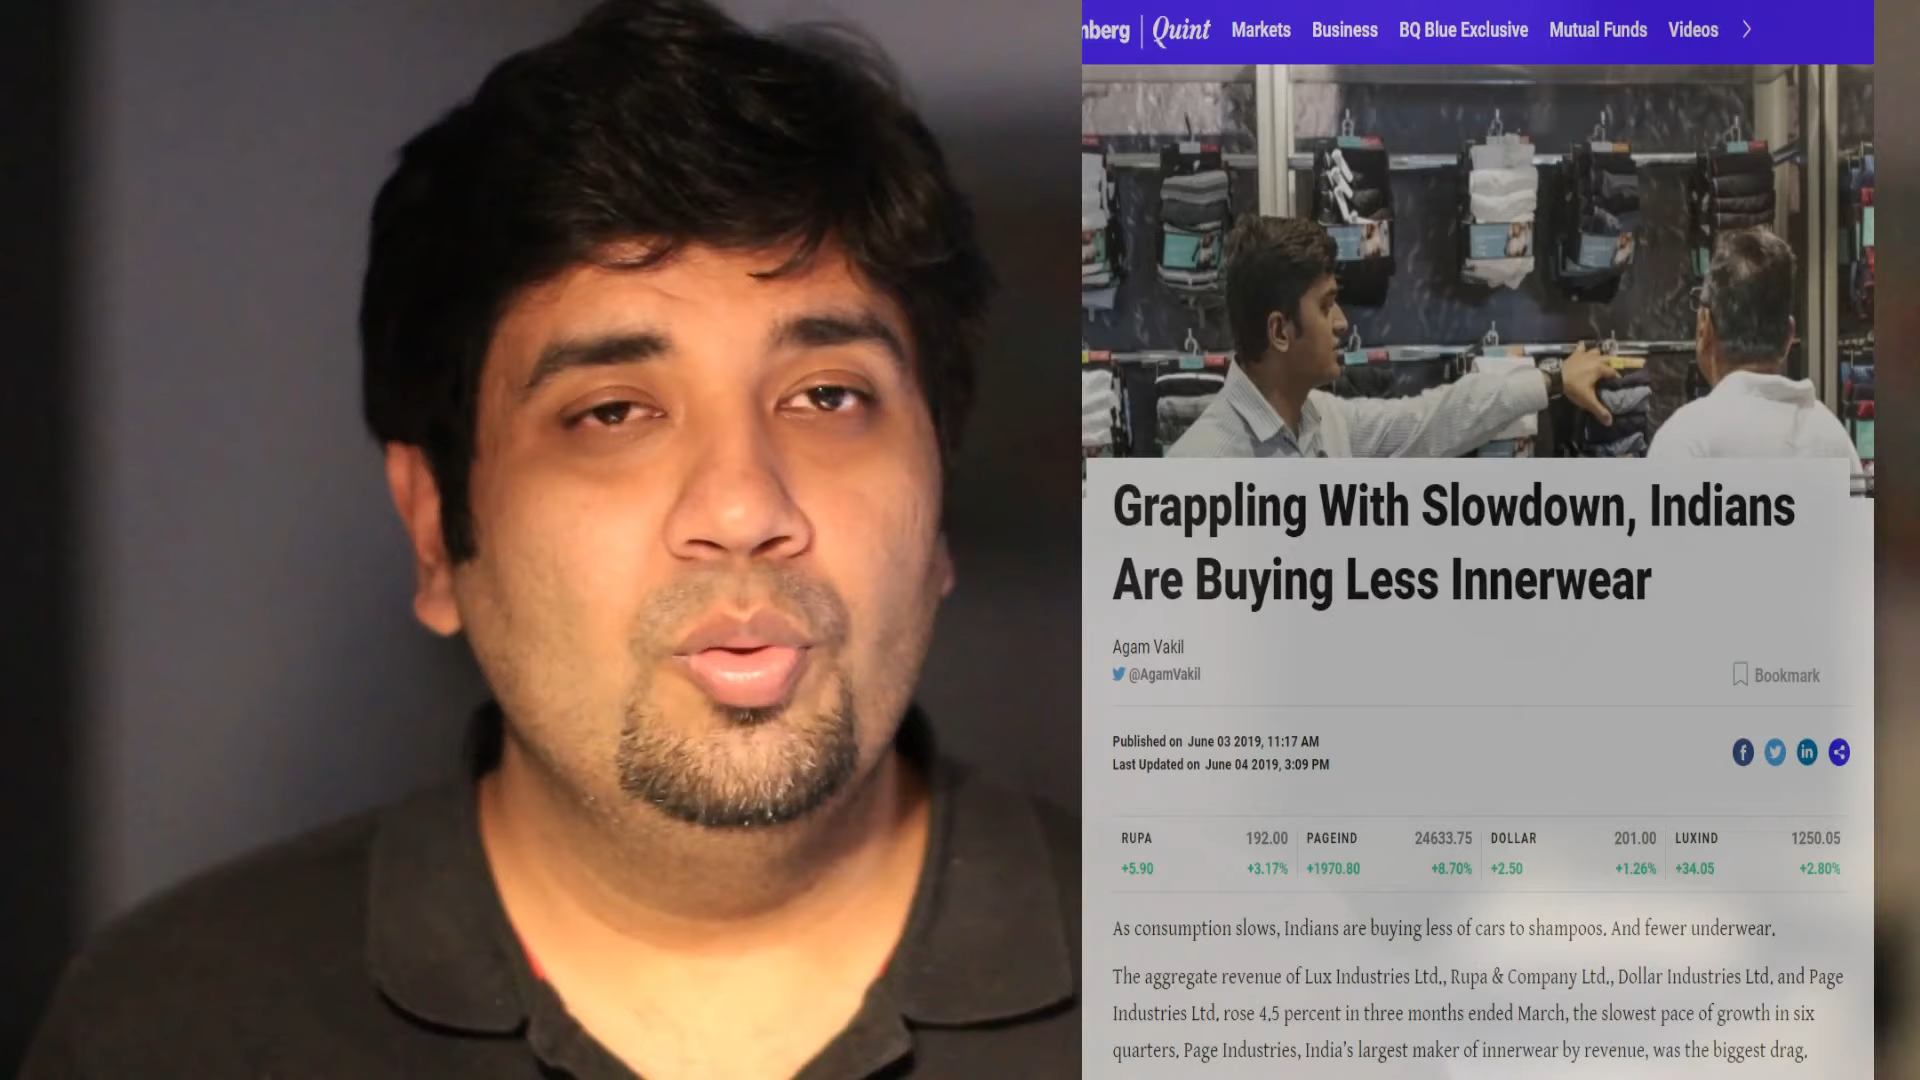 nberg | Quint Markets Business BQ Blue Exclusive Mutual Funds Videos
Grappling With Slowdown, Indians
Are Buying Less Innerwear
Agam Vakil
@AgamVakil
Bookmark
Published on June 03 2019, 11:17 AM
Last Updated on June 04 2019, 3:09 PM
RUPA 192.00 PAGEIND 24633.75 DOLLAR 201.00 LUXIND 1250.05
+5.90 +3.17% +1970.80 +8.70% +2.50 +1.26% +34.05 +2.80%
As consumption slows, Indians are buying less of cars to shampoos. And fewer underwear.
The aggregate revenue of Lux Industries Ltd., Rupa & Company Ltd., Dollar Industries Ltd. and Page
Industries Ltd. rose 4.5 percent in three months ended March, the slowest pace of growth in six
quarters. Page Industries, India's largest maker of innerwear by revenue, was the biggest drag.